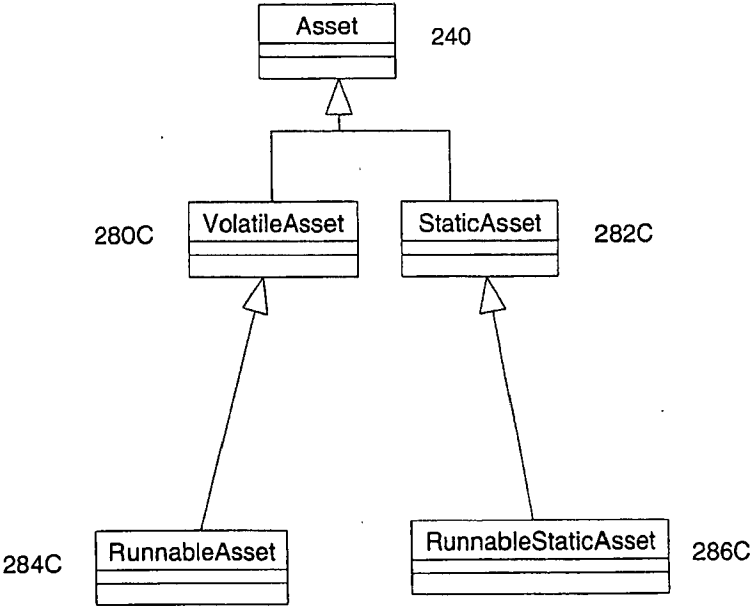 Asset
240
VolatileAsset
StaticAsset
280C
282C
RunnableAsset
RunnableStaticAsset
284C
286C